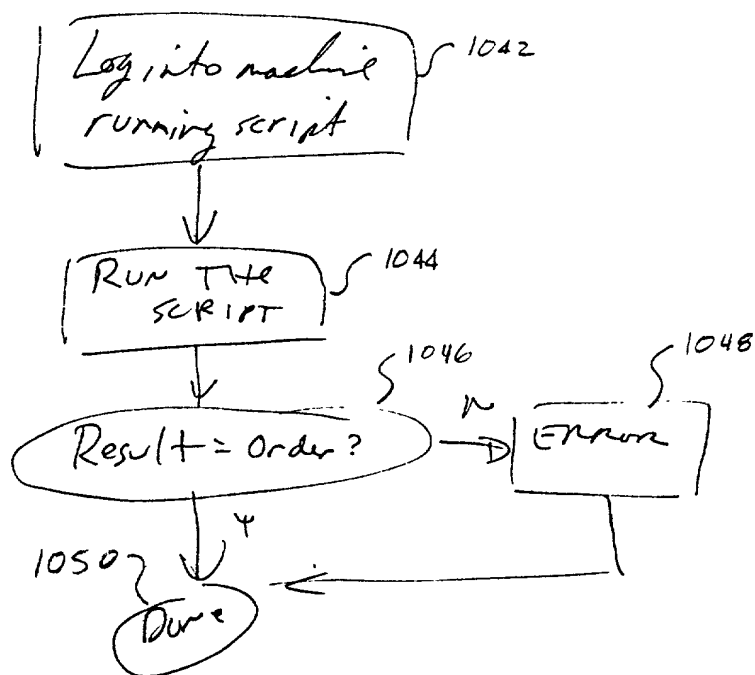 Log into machine
running script
1042
RUN THE
SCRIPT
1044
1046
Result = Order?
N
1048
ERROR
Y
1050
Done